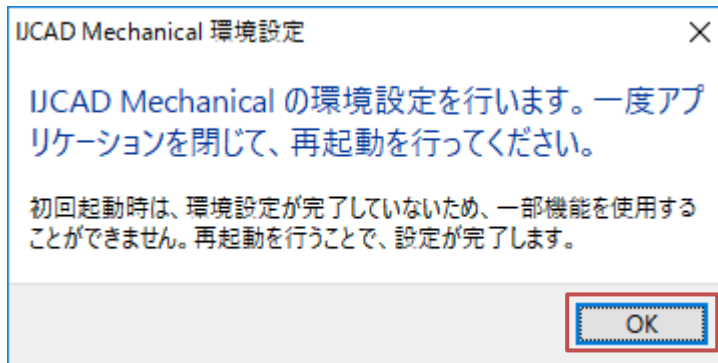 IJCAD Mechanical 環境設定
IJCAD Mechanical の環境設定を行います。一度アプ
リケーションを閉じて、再起動を行ってください。
初回起動時は、環境設定が完了していないため、一部機能を使用する
ことができません。再起動を行うことで、設定が完了します。
OK